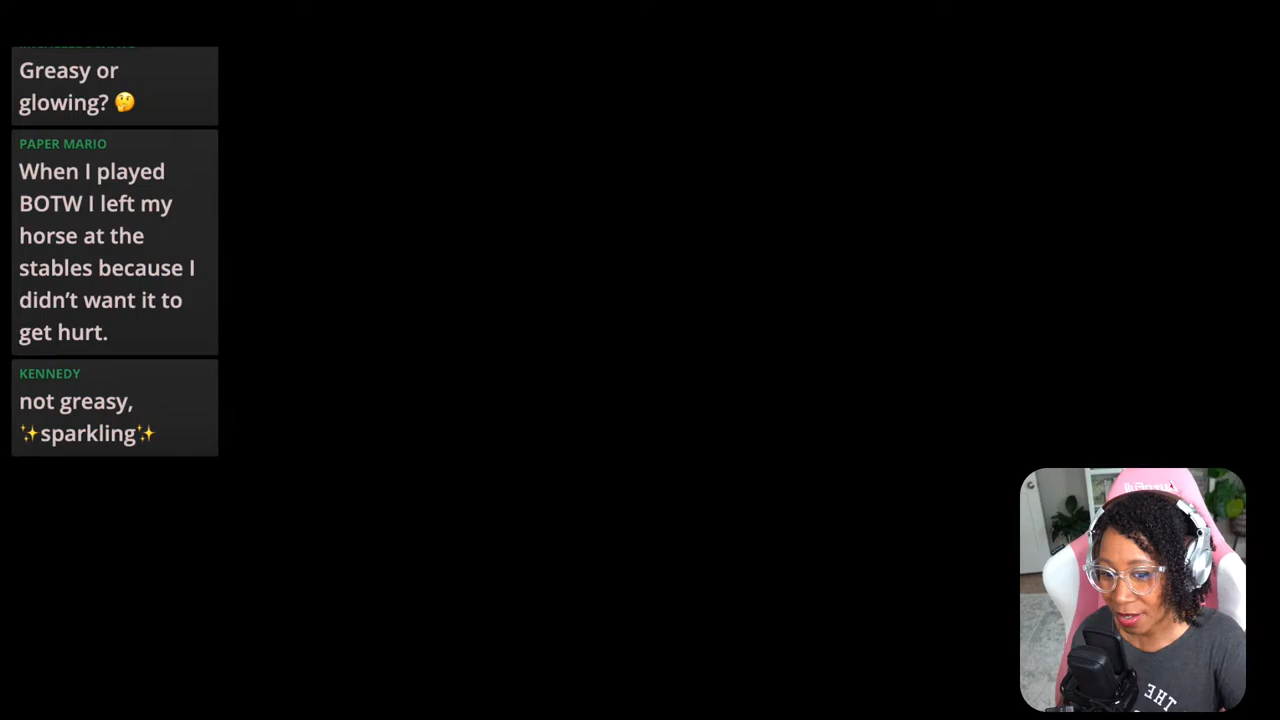 Greasy or
glowing? 🤔
PAPER MARIO
When I played
BOTW I left my
horse at the
stables because I
didn’t want it to
get hurt.
KENNEDY
not greasy,
✨sparkling✨
THE